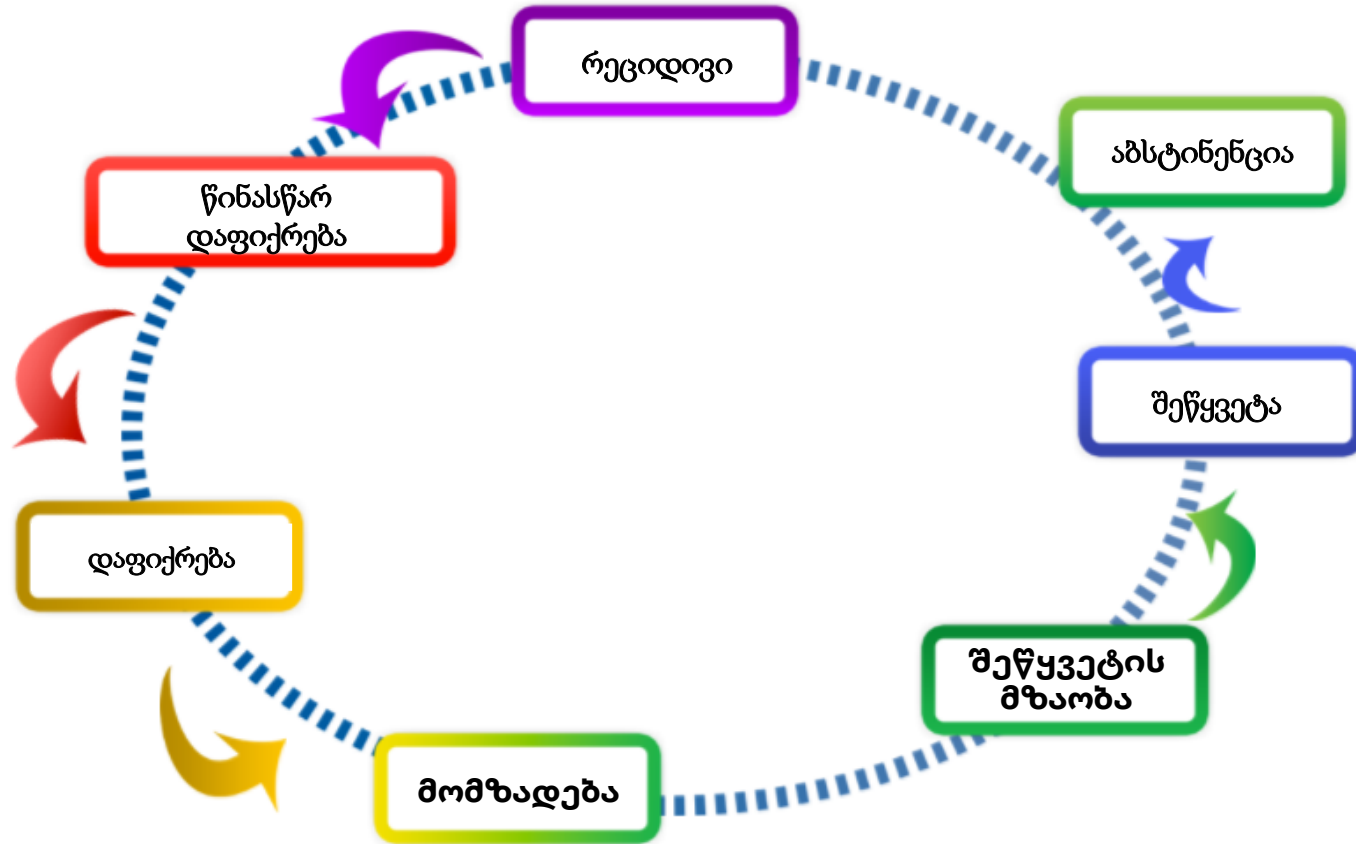 რეციდივი
აბსტინენცია
წინასწარ
დაფიქრება
შეწყვეტა
დაფიქრება
შეწყვეტის
მზაობა
მომზადება